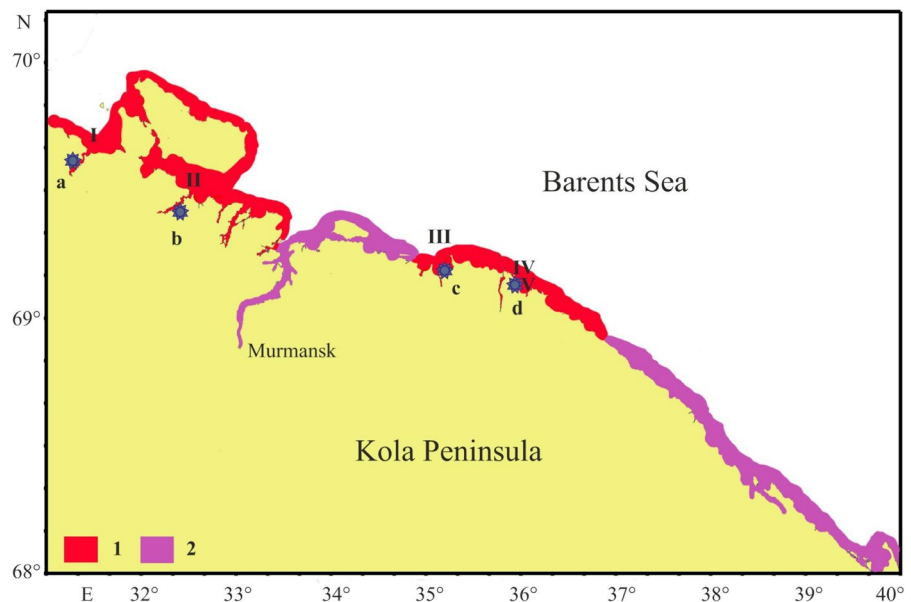 N
70°
I
II
a
b
Barents Sea
III
IV
V
c
d
69°
Murmansk
Kola Peninsula
1 2
68°
E 32° 33° 34° 35° 36° 37° 38° 39° 40°